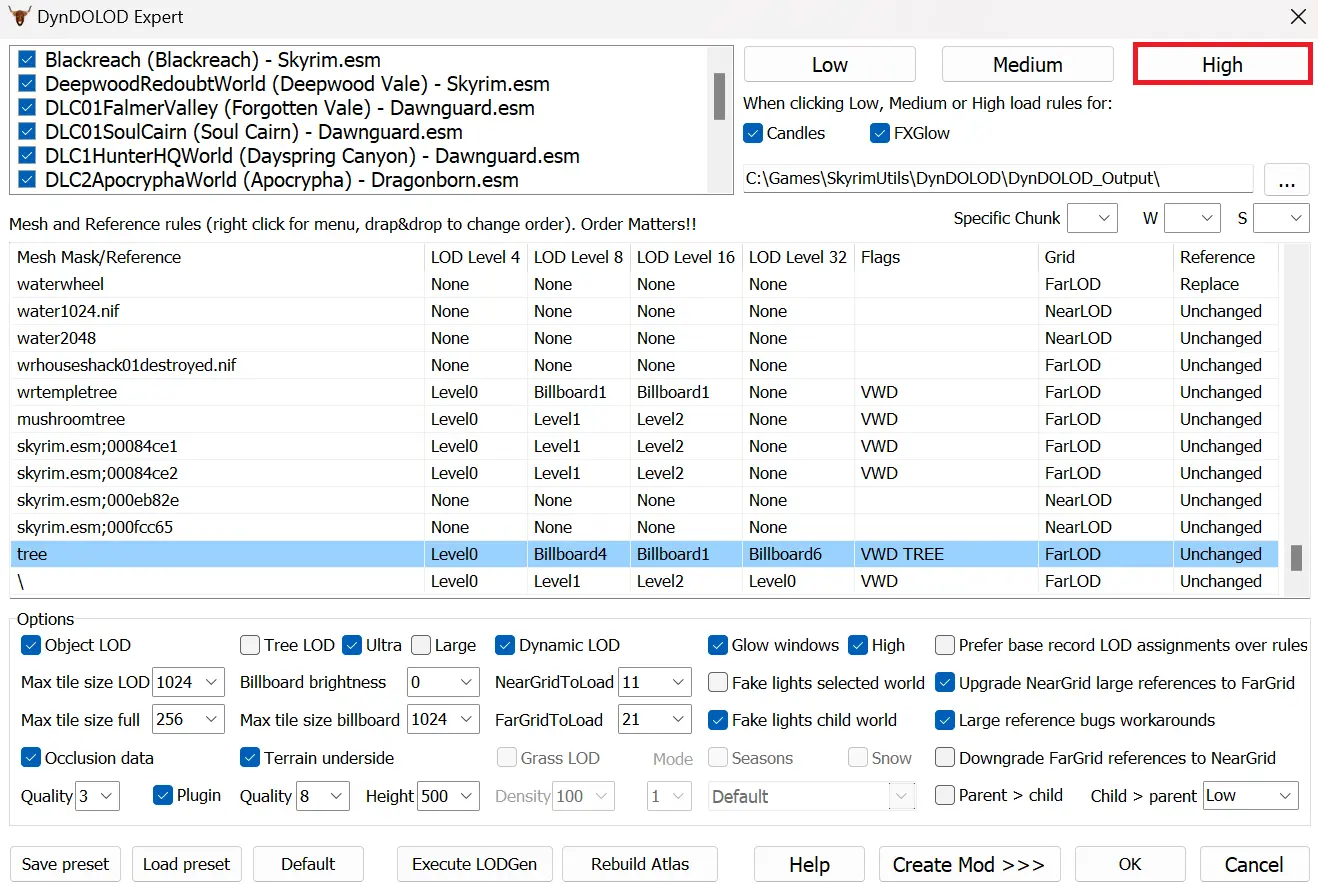 DynDOLOD Expert
Blackreach (Blackreach) - Skyrim.esm
DeepwoodRedoubtWorld (Deepwood Vale) - Skyrim.esm
DLC01FalmerValley (Forgotten Vale) - Dawnguard.esm
DLC01SoulCairn (Soul Cairn) - Dawnguard.esm
DLC1HunterHQWorld (Dayspring Canyon) - Dawnguard.esm
DLC2ApocryphaWorld (Apocrypha) - Dragonborn.esm
Low Medium High
When clicking Low, Medium or High load rules for:
Candles FXGlow
C:\Games\SkyrimUtils\DynDOLOD\DynDOLOD_Output\ ...
Specific Chunk W S
Mesh and Reference rules (right click for menu, drap&drop to change order). Order Matters!!
Mesh Mask/Reference LOD Level 4 LOD Level 8 LOD Level 16 LOD Level 32 Flags Grid Reference
waterwheel None None None None FarLOD Replace
water1024.nif None None None None NearLOD Unchanged
water2048 None None None None NearLOD Unchanged
wrhouseshack01destroyed.nif None None None None FarLOD Unchanged
wrtempletree Level0 Billboard1 Billboard1 None VWD FarLOD Unchanged
mushroomtree Level0 Level1 Level2 None VWD FarLOD Unchanged
skyrim.esm;00084ce1 Level0 Level1 Level2 None VWD FarLOD Unchanged
skyrim.esm;00084ce2 Level0 Level1 Level2 None VWD FarLOD Unchanged
skyrim.esm;000eb82e None None None None NearLOD Unchanged
skyrim.esm;000fcc65 None None None None NearLOD Unchanged
tree Level0 Billboard4 Billboard1 Billboard6 VWD TREE FarLOD Unchanged
\ Level0 Level1 Level2 Level0 VWD FarLOD Unchanged
Options
Object LOD Tree LOD Ultra Large Dynamic LOD Glow windows High Prefer base record LOD assignments over rules
Max tile size LOD 1024 Billboard brightness 0 NearGridToLoad 11 Fake lights selected world Upgrade NearGrid large references to FarGrid
Max tile size full 256 Max tile size billboard 1024 FarGridToLoad 21 Fake lights child world Large reference bugs workarounds
Occlusion data Terrain underside Grass LOD Mode Seasons Snow Downgrade FarGrid references to NearGrid
Quality 3 Plugin Quality 8 Height 500 Density 100 1 Default Parent > child Child > parent Low
Save preset Load preset Default Execute LODGen Rebuild Atlas Help Create Mod >>> OK Cancel